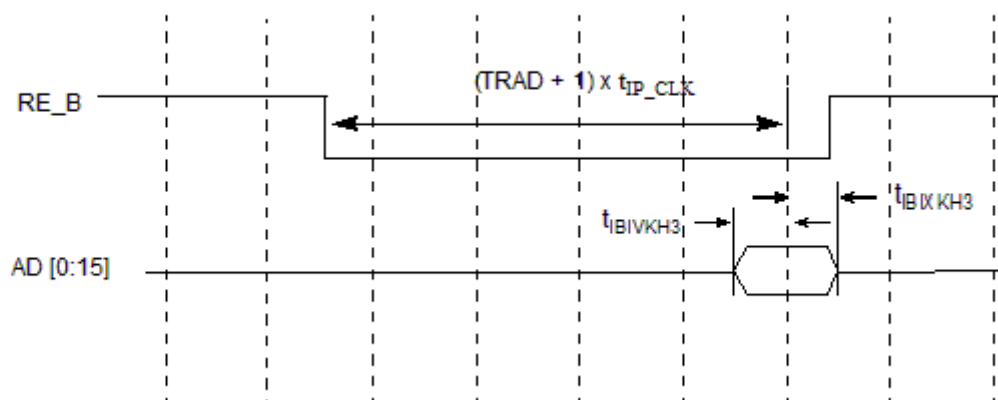 (TRAD + 1) x tIP_CLK
RE_B
tIBIXKH3
tIBIVKH3
AD [0:15]